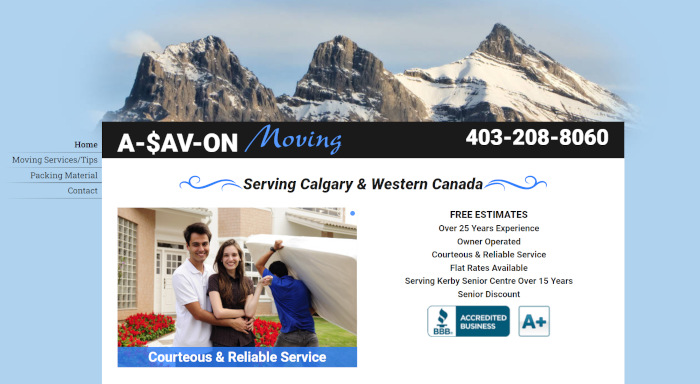 A-$AV-ON Moving
403-208-8060
Home
Moving Services/Tips
Packing Material
Contact
Serving Calgary & Western Canada
Courteous & Reliable Service
FREE ESTIMATES
Over 25 Years Experience
Owner Operated
Courteous & Reliable Service
Flat Rates Available
Serving Kerby Senior Centre Over 15 Years
Senior Discount
BBB
ACCREDITED
BUSINESS
A+